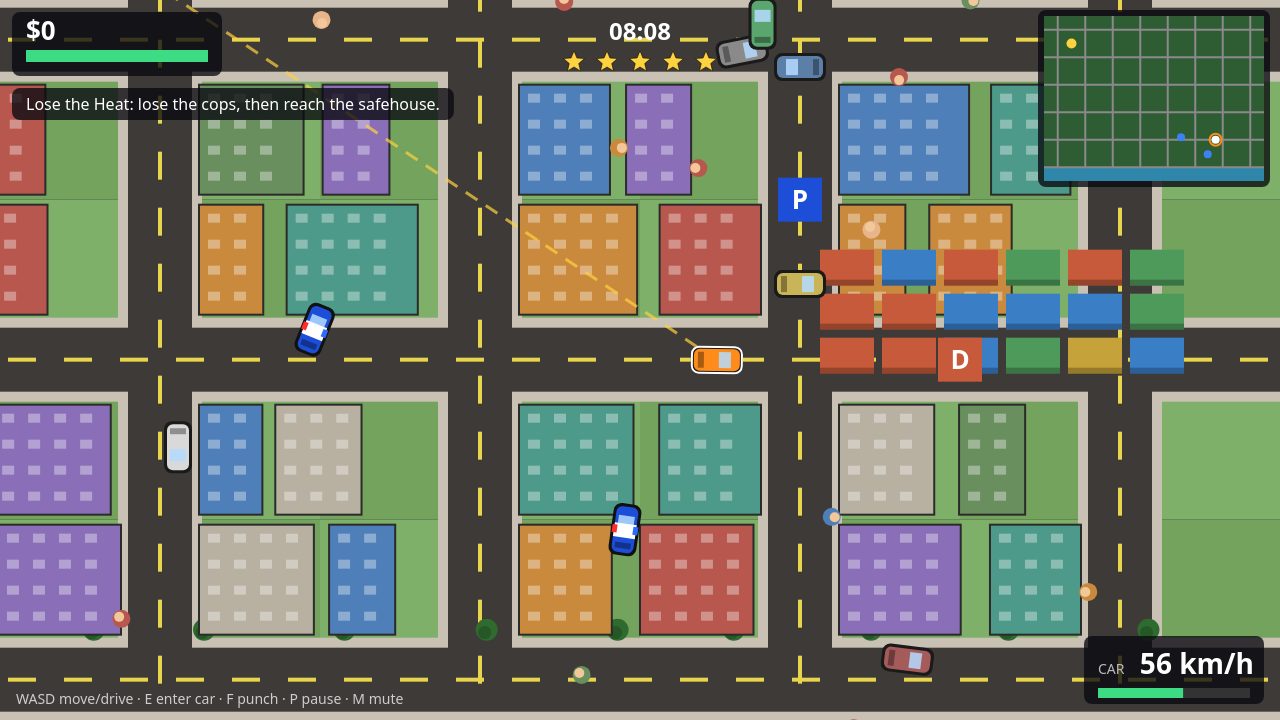 $0
08:08
Lose the Heat: lose the cops, then reach the safehouse.
P
D
CAR 56 km/h
WASD move/drive · E enter car · F punch · P pause · M mute